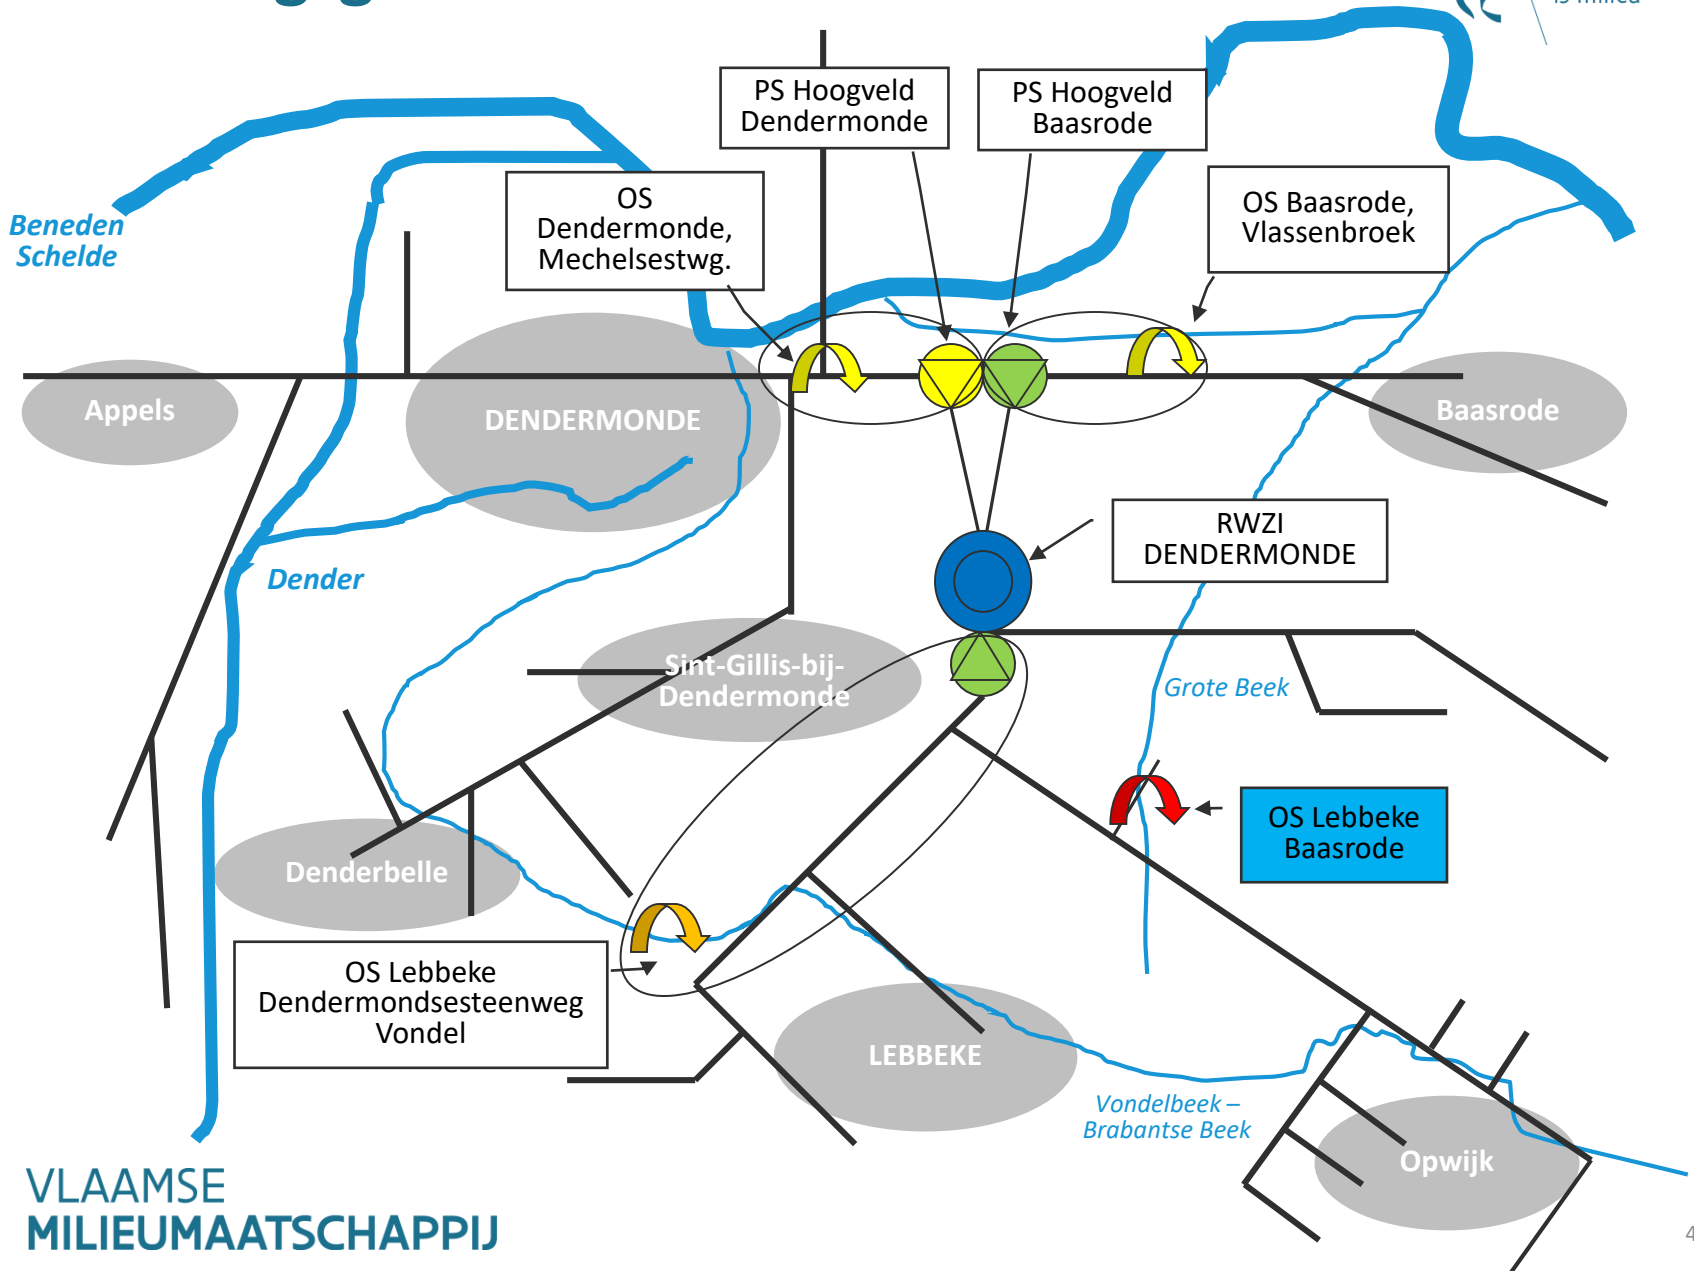 PS Hoogveld
Dendermonde
PS Hoogveld
Baasrode
OS
Dendermonde,
Mechelsestwg.
OS Baasrode,
Vlassenbroek
Beneden
Schelde
Appels
DENDERMONDE
Baasrode
RWZI
DENDERMONDE
Dender
Sint-Gillis-bij-
Dendermonde
Grote Beek
OS Lebbeke
Baasrode
Denderbelle
OS Lebbeke
Dendermondsesteenweg
Vondel
LEBBEKE
Vondelbeek –
Brabantse Beek
Opwijk
VLAAMSE
MILIEUMAATSCHAPPIJ
4